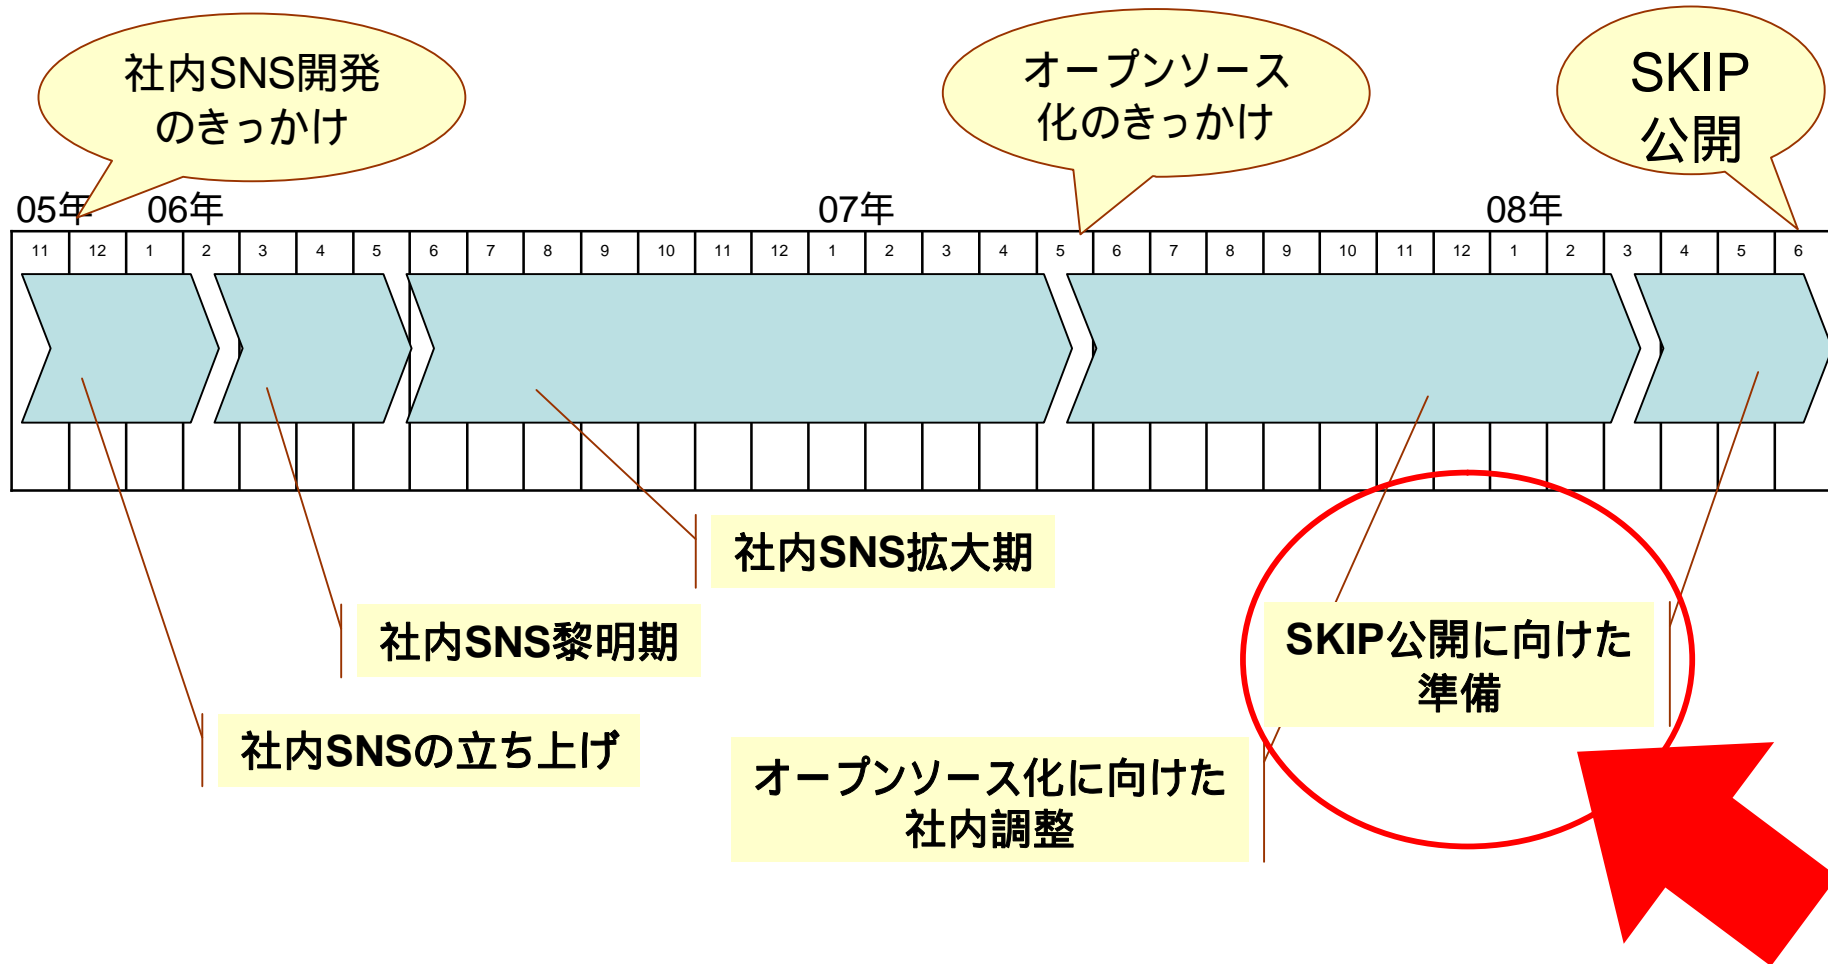 社内SNS開発
のきっかけ
オープンソース
化のきっかけ
SKIP
公開
05年 06年 07年 08年
11 12 1 2 3 4 5 6 7 8 9 10 11 12 1 2 3 4 5 6 7 8 9 10 11 12 1 2 3 4 5 6
社内SNS拡大期
社内SNS黎明期
SKIP公開に向けた
準備
社内SNSの立ち上げ
オープンソース化に向けた
社内調整